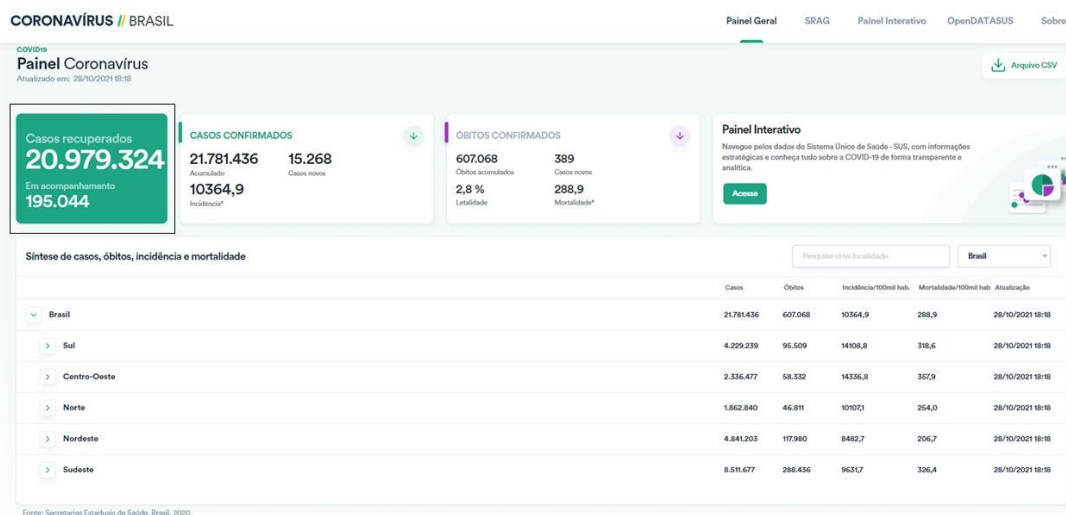 CORONAVÍRUS // BRASIL
Painel Geral SRAG Painel Interativo OpenDATASUS Sobre
COVID19
Painel Coronavírus
Atualizado em: 28/10/2021 18:18
Arquivo CSV
Casos recuperados
20.979.324
Em acompanhamento
195.044
CASOS CONFIRMADOS
21.781.436 15.268
Acumulado Casos novos
10364,9
Incidência*
ÓBITOS CONFIRMADOS
607.068 389
Óbitos acumulados Casos novos
2,8 % 288,9
Letalidade Mortalidade*
Painel Interativo
Navegue pelos dados do Sistema Único de Saúde - SUS, com informações
estratégicas e conheça tudo sobre a COVID-19 de forma transparente e
analítica.
Acesse
Síntese de casos, óbitos, incidência e mortalidade
Pesquise uma localidade Brasil
Casos Óbitos Incidência/100mil hab. Mortalidade/100mil hab Atualização
Brasil 21.781.436 607.068 10364,9 288,9 28/10/2021 18:18
Sul 4.229.239 95.509 14108,8 318,6 28/10/2021 18:18
Centro-Oeste 2.336.477 58.332 14336,8 357,9 28/10/2021 18:18
Norte 1.862.840 46.811 10107,1 254,0 28/10/2021 18:18
Nordeste 4.841.203 117.980 8482,7 206,7 28/10/2021 18:18
Sudeste 8.511.677 288.436 9631,7 326,4 28/10/2021 18:18
Fonte: Secretarias Estaduais de Saúde. Brasil, 2020